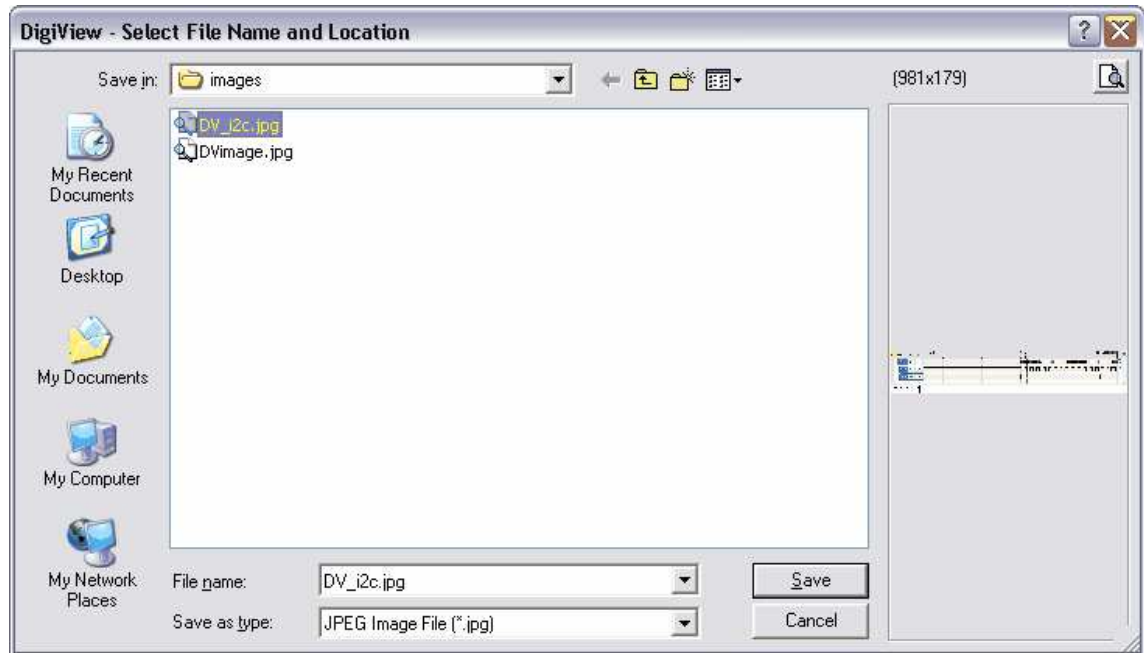 DigiView - Select File Name and Location
Save in:
images
(981x179)
DV_i2c.jpg
DVimage.jpg
My Recent
Documents
Desktop
My Documents
My Computer
My Network
Places
File name:
DV_i2c.jpg
Save
Save as type:
JPEG Image File (*.jpg)
Cancel